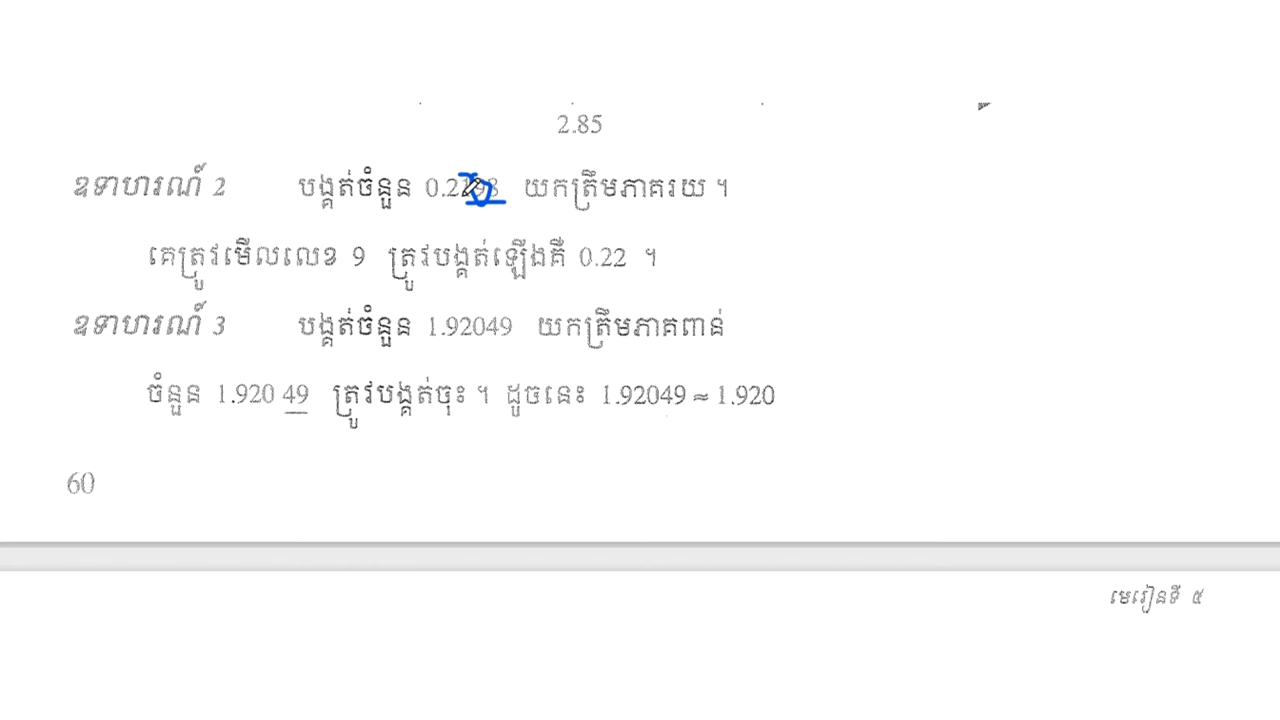 2.85
ឧទាហរណ៍ 2 បង្គត់ចំនួន យកត្រឹមភាគរយ ។
គេត្រូវមើលលេខ 9 ត្រូវបង្គត់ឡើងគឺ 0.22 ។
ឧទាហរណ៍ 3 បង្គត់ចំនួន 1.92049 យកត្រឹមភាគពាន់
ចំនួន 1.920 49 ត្រូវបង្គត់ចុះ ។ ដូចនេះ 1.92049 ≈ 1.920
60
មេរៀនទី ៥